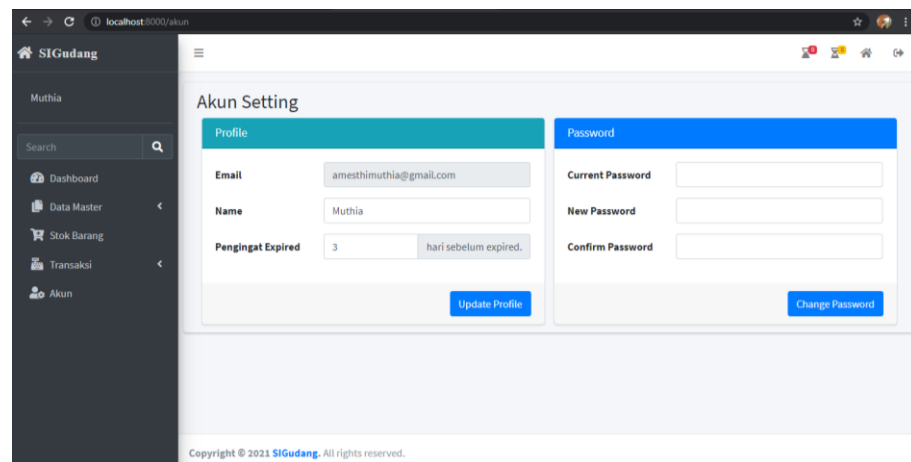 localhost:8000/akun
SIGudang
Muthia
Search
Dashboard
Data Master
Stok Barang
Transaksi
Akun
Akun Setting
Profile
Email amesthimuthia@gmail.com
Name Muthia
Pengingat Expired 3 hari sebelum expired.
Update Profile
Password
Current Password
New Password
Confirm Password
Change Password
Copyright © 2021 SIGudang. All rights reserved.